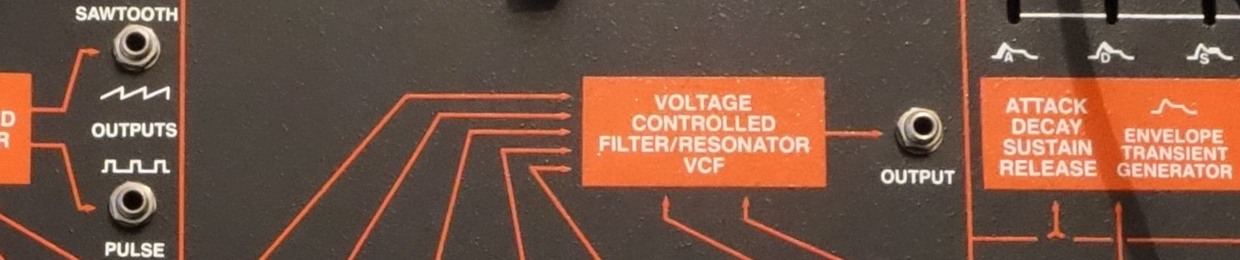 SAWTOOTH
D
R
OUTPUTS
PULSE
VOLTAGE
CONTROLLED
FILTER/RESONATOR
VCF
OUTPUT
A
D
S
ATTACK
DECAY
SUSTAIN
RELEASE
ENVELOPE
TRANSIENT
GENERATOR